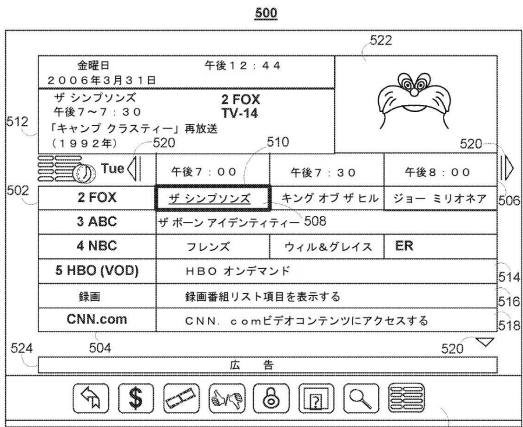 500
522
金曜日 午後12：44
2006年3月31日
ザ シンプソンズ 2 FOX
午後7～7：30 TV-14
512
「キャンプ クラスティー」再放送
（1992年）
520
510
520
Tue 午後7：00 午後7：30 午後8：00
502
506
2 FOX ザ シンプソンズ キング オブ ザ ヒル ジョー ミリオネア
3 ABC ザ ボーン アイデンティティー
508
4 NBC フレンズ ウィル＆グレイス ER
5 HBO (VOD) HBO オンデマンド
514
録画 録画番組リスト項目を表示する
516
CNN.com CNN．comビデオコンテンツにアクセスする
518
524
504
520
広 告
$
?